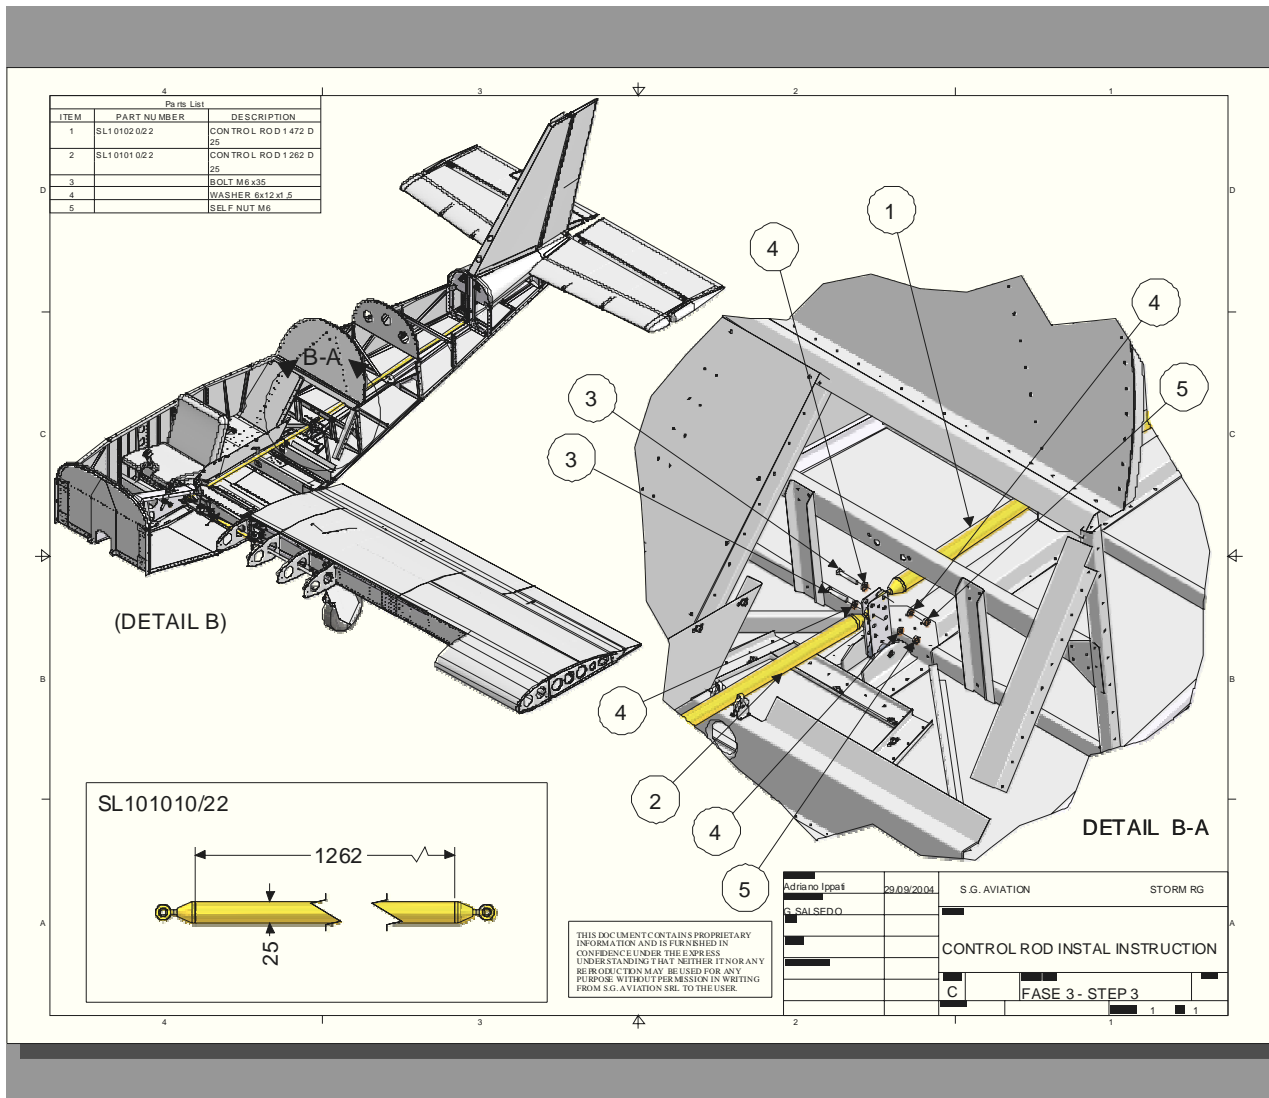 4 3 2 1
Parts List
ITEM PART NUMBER DESCRIPTION
1 SL101020/22 CONTROL ROD 1472 D
25
2 SL101010/22 CONTROL ROD 1262 D
25
3 BOLT M6x35
4 WASHER 6x12x1,5
5 SELF NUT M6
D D
1
4
4
B-A
5
3
C C
3
(DETAIL B)
B B
4
2
4
5
DETAIL B-A
SL101010/22
1262
25
A A
THIS DOCUMENT CONTAINS PROPRIETARY
INFORMATION AND IS FURNISHED IN
CONFIDENCE UNDER THE EXPRESS
UNDERSTANDING THAT NEITHER IT NOR ANY
REPRODUCTION MAY BE USED FOR ANY
PURPOSE WITHOUT PERMISSION IN WRITING
FROM S.G. AVIATION SRL TO THE USER.
Adriano Ippati 29/09/2004 S.G. AVIATION STORM RG
G. SALSEDO
CONTROL ROD INSTAL INSTRUCTION
C FASE 3 - STEP 3
1 1
4 3 2 1